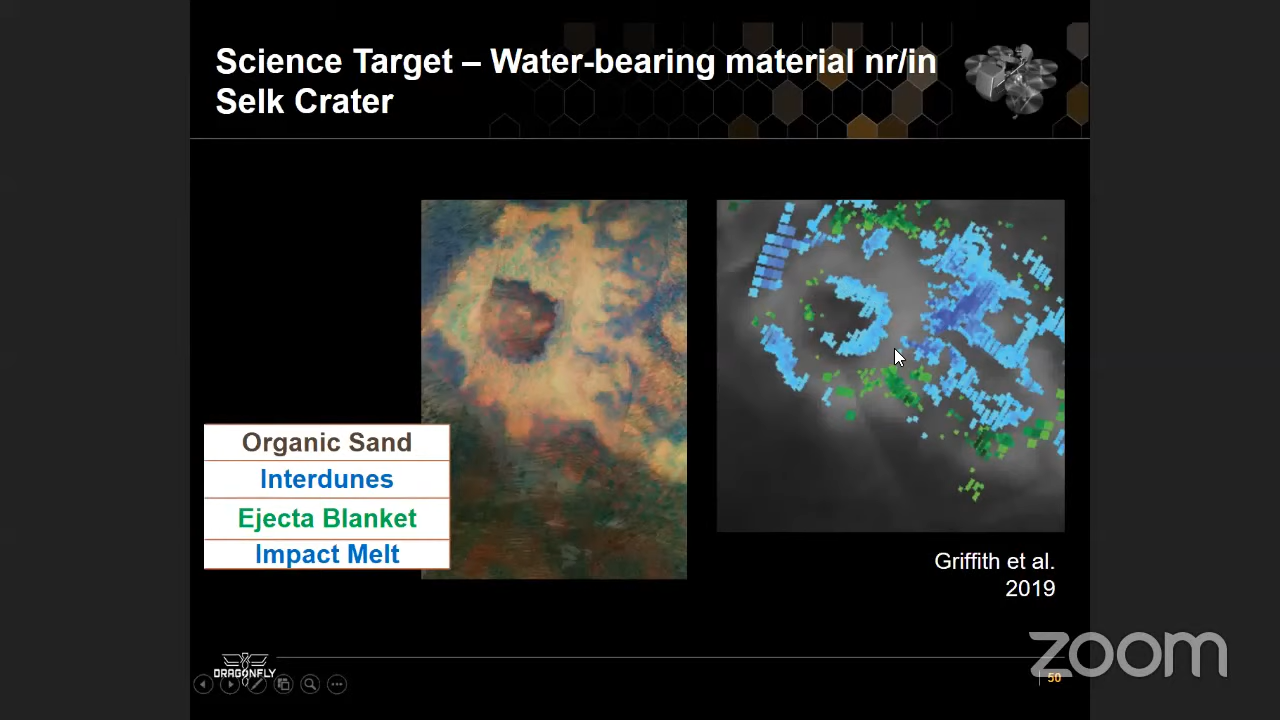 Science Target – Water-bearing material nr/in
Selk Crater
Organic Sand
Interdunes
Ejecta Blanket
Impact Melt
Griffith et al.
2019
DRAGONFLY
50
zoom